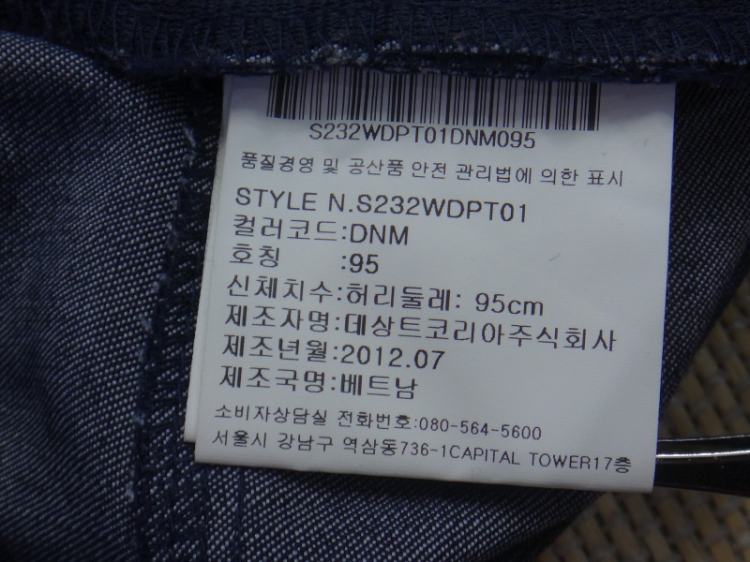 S232WDPT01DNM095
품질경영 및 공산품 안전 관리법에 의한 표시
STYLE N.S232WDPT01
컬러코드:DNM
호칭 :95
신체치수:허리둘레: 95cm
제조자명:데상트코리아주식회사
제조년월:2012.07
제조국명:베트남
소비자상담실 전화번호:080-564-5600
서울시 강남구 역삼동736-1CAPITAL TOWER17층